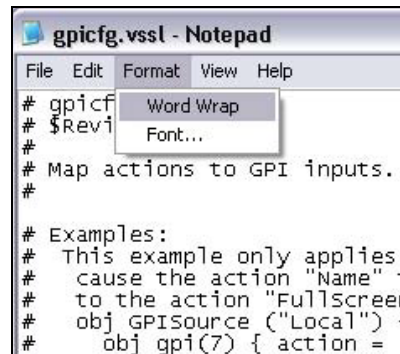 gpicfg.vssl - Notepad
File Edit Format View Help
Word Wrap
Font...
# gpicf
# $Revi
#
# Map actions to GPI inputs.
#
# Examples:
# This example only applies
# cause the action "Name"
# to the action "FullScreen
# obj GPISource ("Local") {
# obj gpi(7) { action =